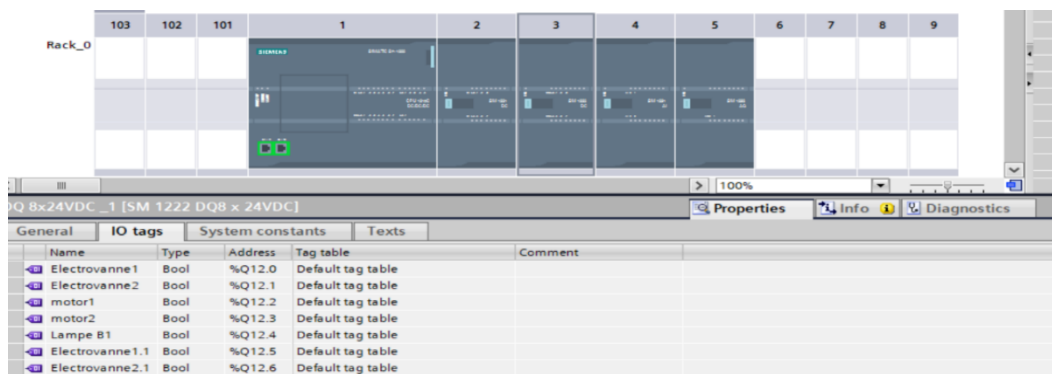 103 102 101 1 2 3 4 5 6 7 8 9
Rack_0
SIEMENS
100%
DQ 8x24VDC _1 [SM 1222 DQ8 x 24VDC]
Properties Info Diagnostics
General IO tags System constants Texts
Name Type Address Tag table Comment
Electrovanne1 Bool %Q12.0 Default tag table
Electrovanne2 Bool %Q12.1 Default tag table
motor1 Bool %Q12.2 Default tag table
motor2 Bool %Q12.3 Default tag table
Lampe B1 Bool %Q12.4 Default tag table
Electrovanne1.1 Bool %Q12.5 Default tag table
Electrovanne2.1 Bool %Q12.6 Default tag table